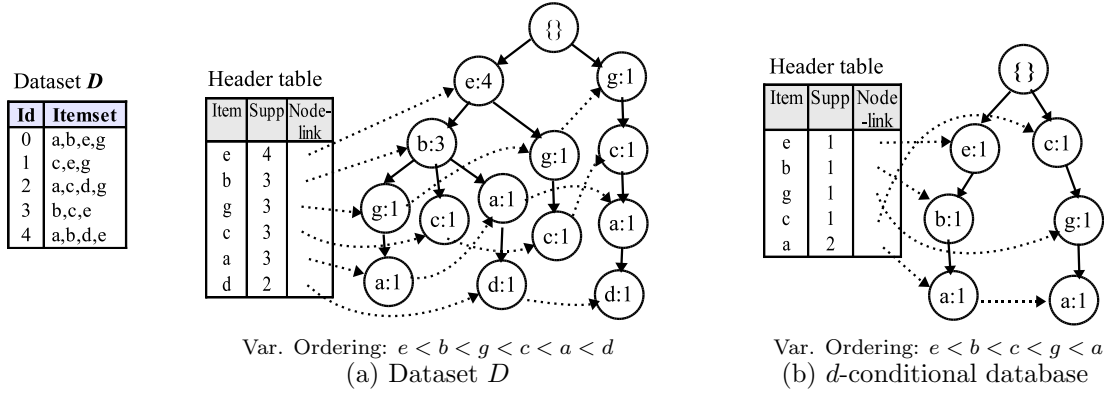 Dataset D
Id Itemset
0 a,b,e,g
1 c,e,g
2 a,c,d,g
3 b,c,e
4 a,b,d,e
Header table
Item Supp Node-
link
e 4
b 3
g 3
c 3
a 3
d 2
{}
e:4 g:1
b:3 g:1 c:1
g:1 c:1 a:1 c:1 a:1
a:1 d:1 d:1
Var. Ordering: e < b < g < c < a < d
(a) Dataset D
Header table
Item Supp Node
-link
e 1
b 1
g 1
c 1
a 2
{}
e:1 c:1
b:1 g:1
a:1 a:1
Var. Ordering: e < b < c < g < a
(b) d-conditional database